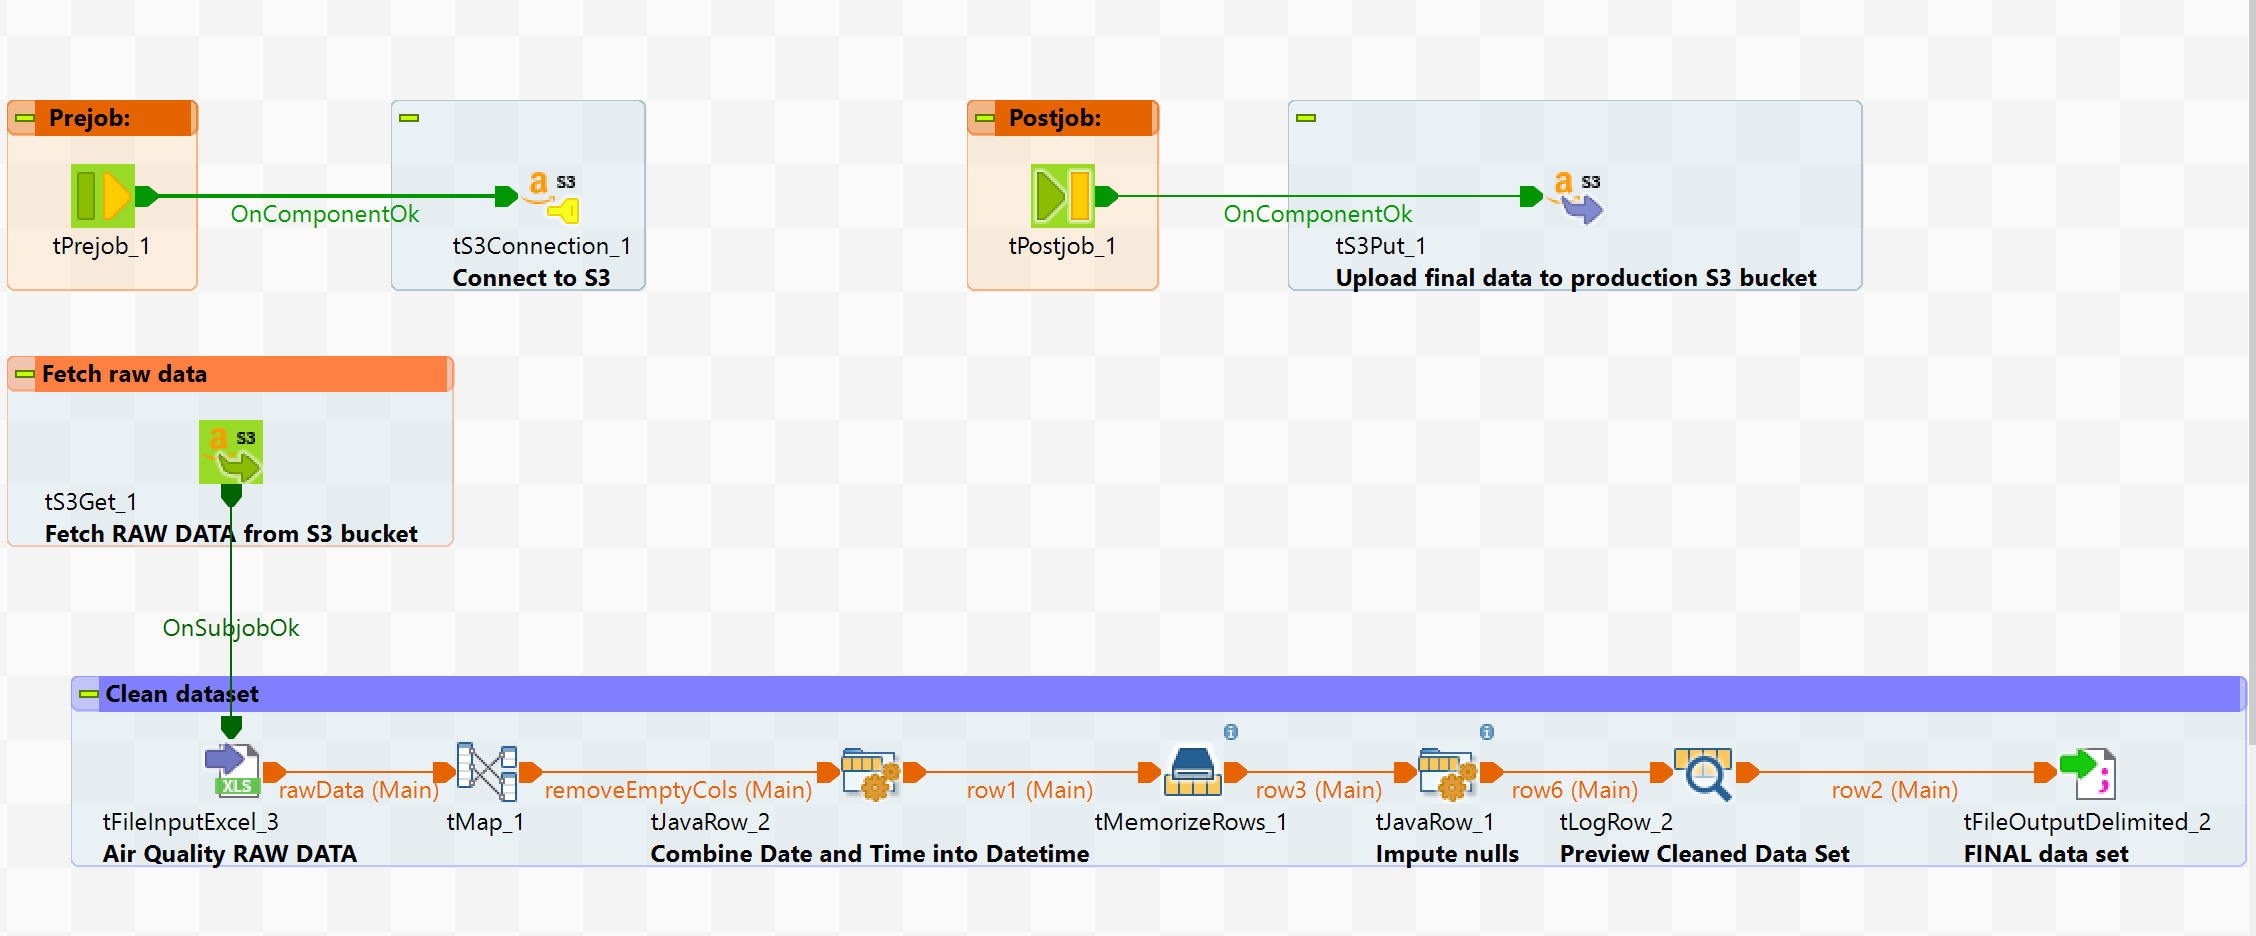 Prejob:
OnComponentOk
tPrejob_1
a S3
tS3Connection_1
Connect to S3
Postjob:
OnComponentOk
tPostjob_1
a S3
tS3Put_1
Upload final data to production S3 bucket
Fetch raw data
a S3
tS3Get_1
Fetch RAW DATA from S3 bucket
OnSubjobOk
Clean dataset
XLS
rawData (Main)
removeEmptyCols (Main)
row1 (Main)
i
row3 (Main)
i
row6 (Main)
row2 (Main)
;
tFileInputExcel_3
Air Quality RAW DATA
tMap_1
tJavaRow_2
Combine Date and Time into Datetime
tMemorizeRows_1
tJavaRow_1
Impute nulls
tLogRow_2
Preview Cleaned Data Set
tFileOutputDelimited_2
FINAL data set